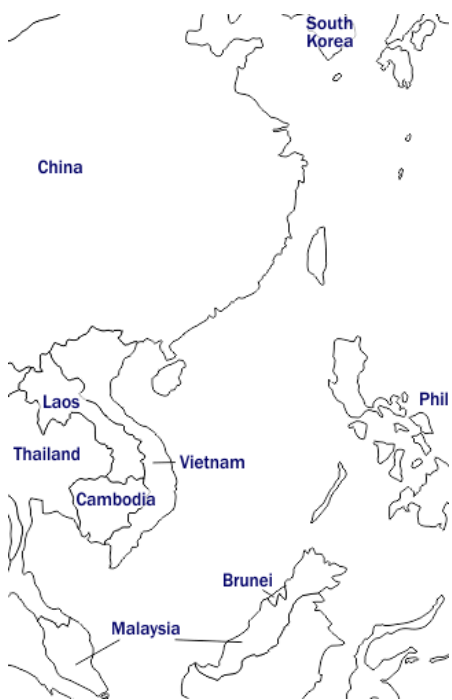 South
Korea
China
Laos
Phil
Thailand
Vietnam
Cambodia
Brunei
Malaysia